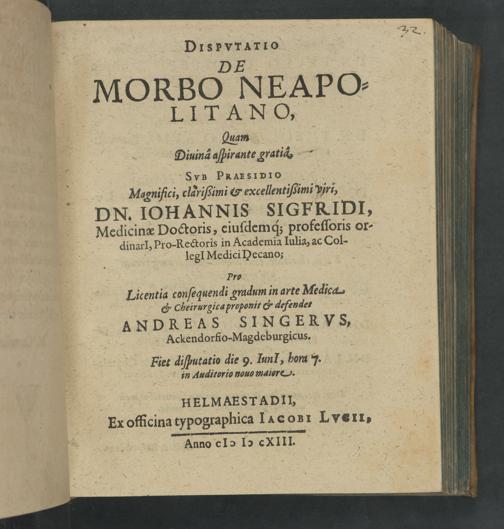 32.
DISPVTATIO
DE
MORBO NEAPO=
LITANO,
Quam
Divinâ aſpirante gratiâ,
SVB PRAESIDIO
Magnifici, clariſsimi & excellentiſsimi viri,
DN. IOHANNIS SIGFRIDI,
Medicinæ Doctoris, eiuſdemq́; profeſſoris or-
dinarI, Pro-Rectoris in Academia Iulia, ac Col-
legI Medici Decano;
Pro
Licentia conſequendi gradum in arte Medica
& Cheirurgica proponit & defendet
ANDREAS SINGERVS,
Ackendorfio-Magdeburgicus.
Fiet diſputatio die 9. IunI, hora 7.
in Auditorio novo maiore.
HELMAESTADII,
Ex officina typographica IACOBI LVCII,
Anno cIↄ Iↄ cXIII.